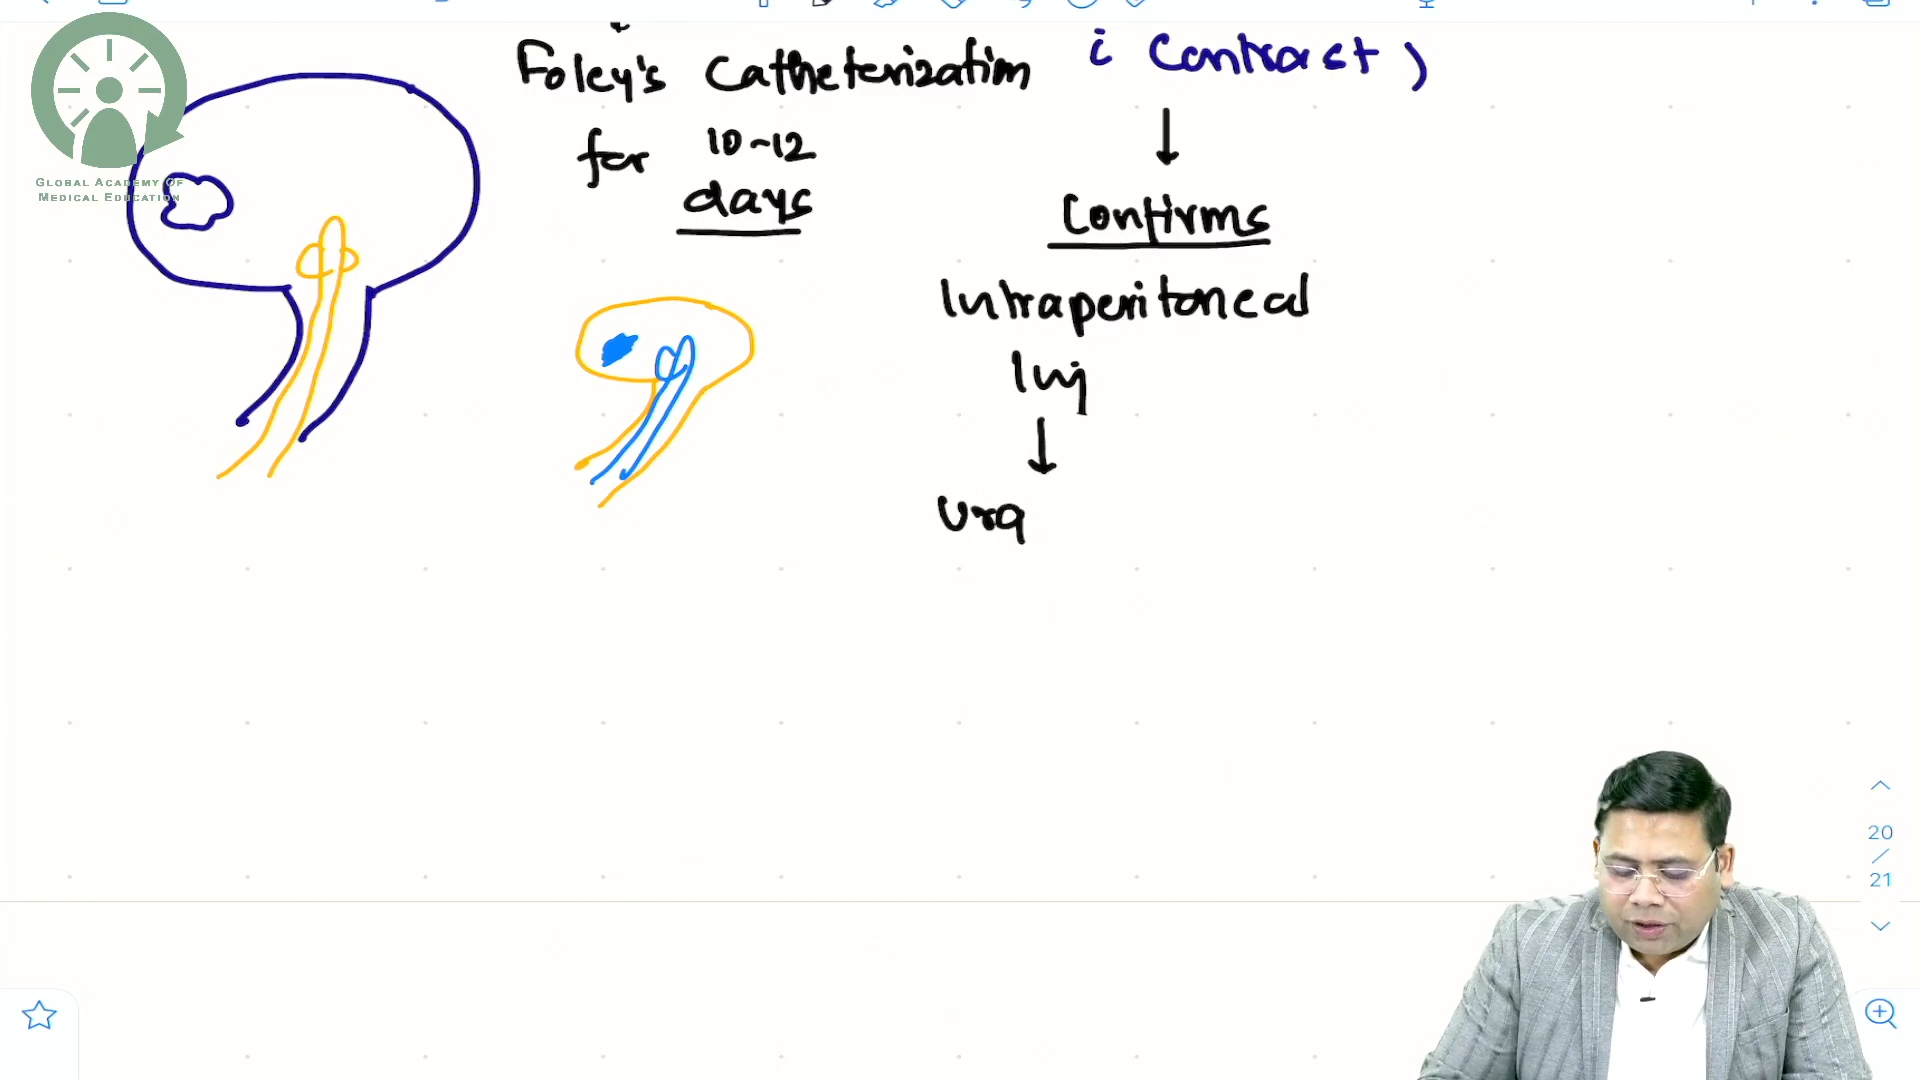 GLOBAL ACADEMY OF
MEDICAL EDUCATION
Foley's Catheterization
for 10-12
days
c̄ Contrast)
↓
Confirms
Intraperitoneal
Inj
↓
Urg
20
/
21